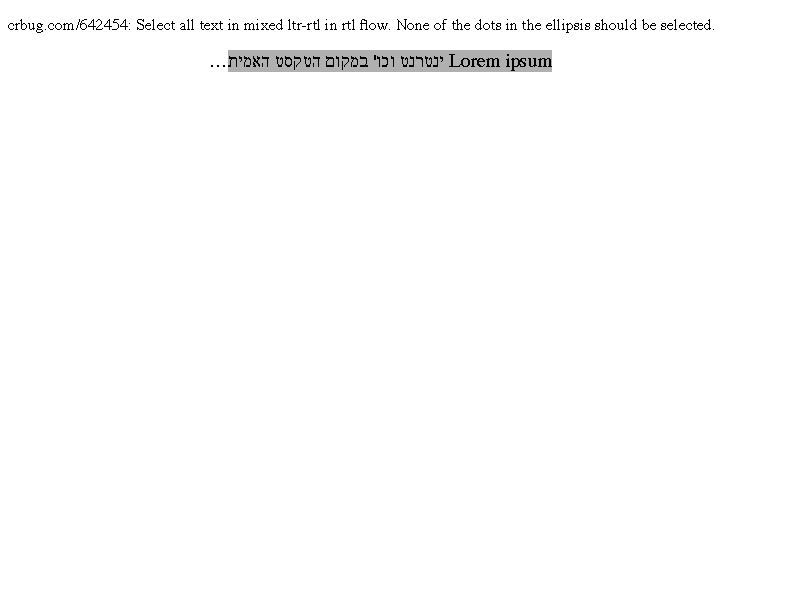 crbug.com/642454: Select all text in mixed ltr-rtl in rtl flow. None of the dots in the ellipsis should be selected.
Lorem ipsum ינטרנט וכו' במקום הטקסט האמית…